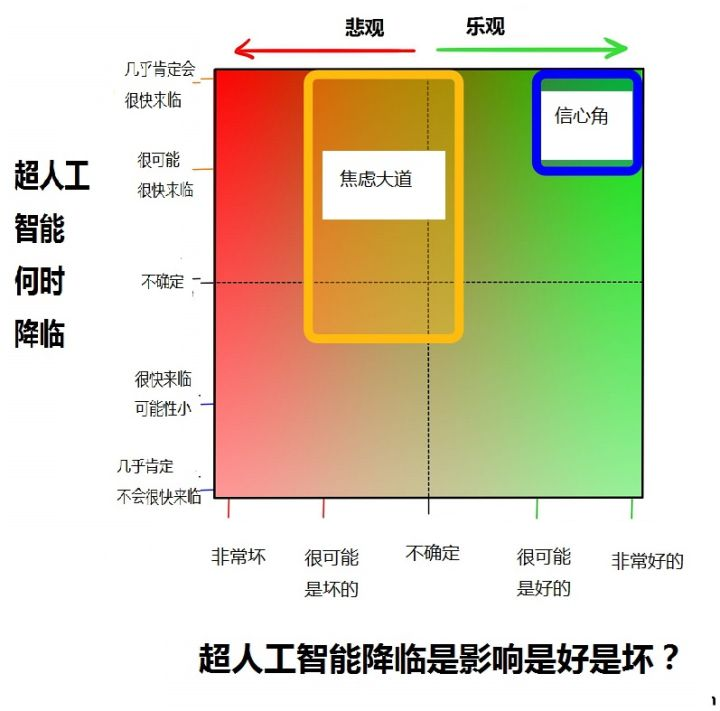 悲观
乐观
几乎肯定会
很快来临
信心角
超人工
智能
何时
降临
很可能
很快来临
焦虑大道
不确定
很快来临
可能性小
几乎肯定
不会很快来临
非常坏
很可能
是坏的
不确定
很可能
是好的
非常好的
超人工智能降临是影响是好是坏？